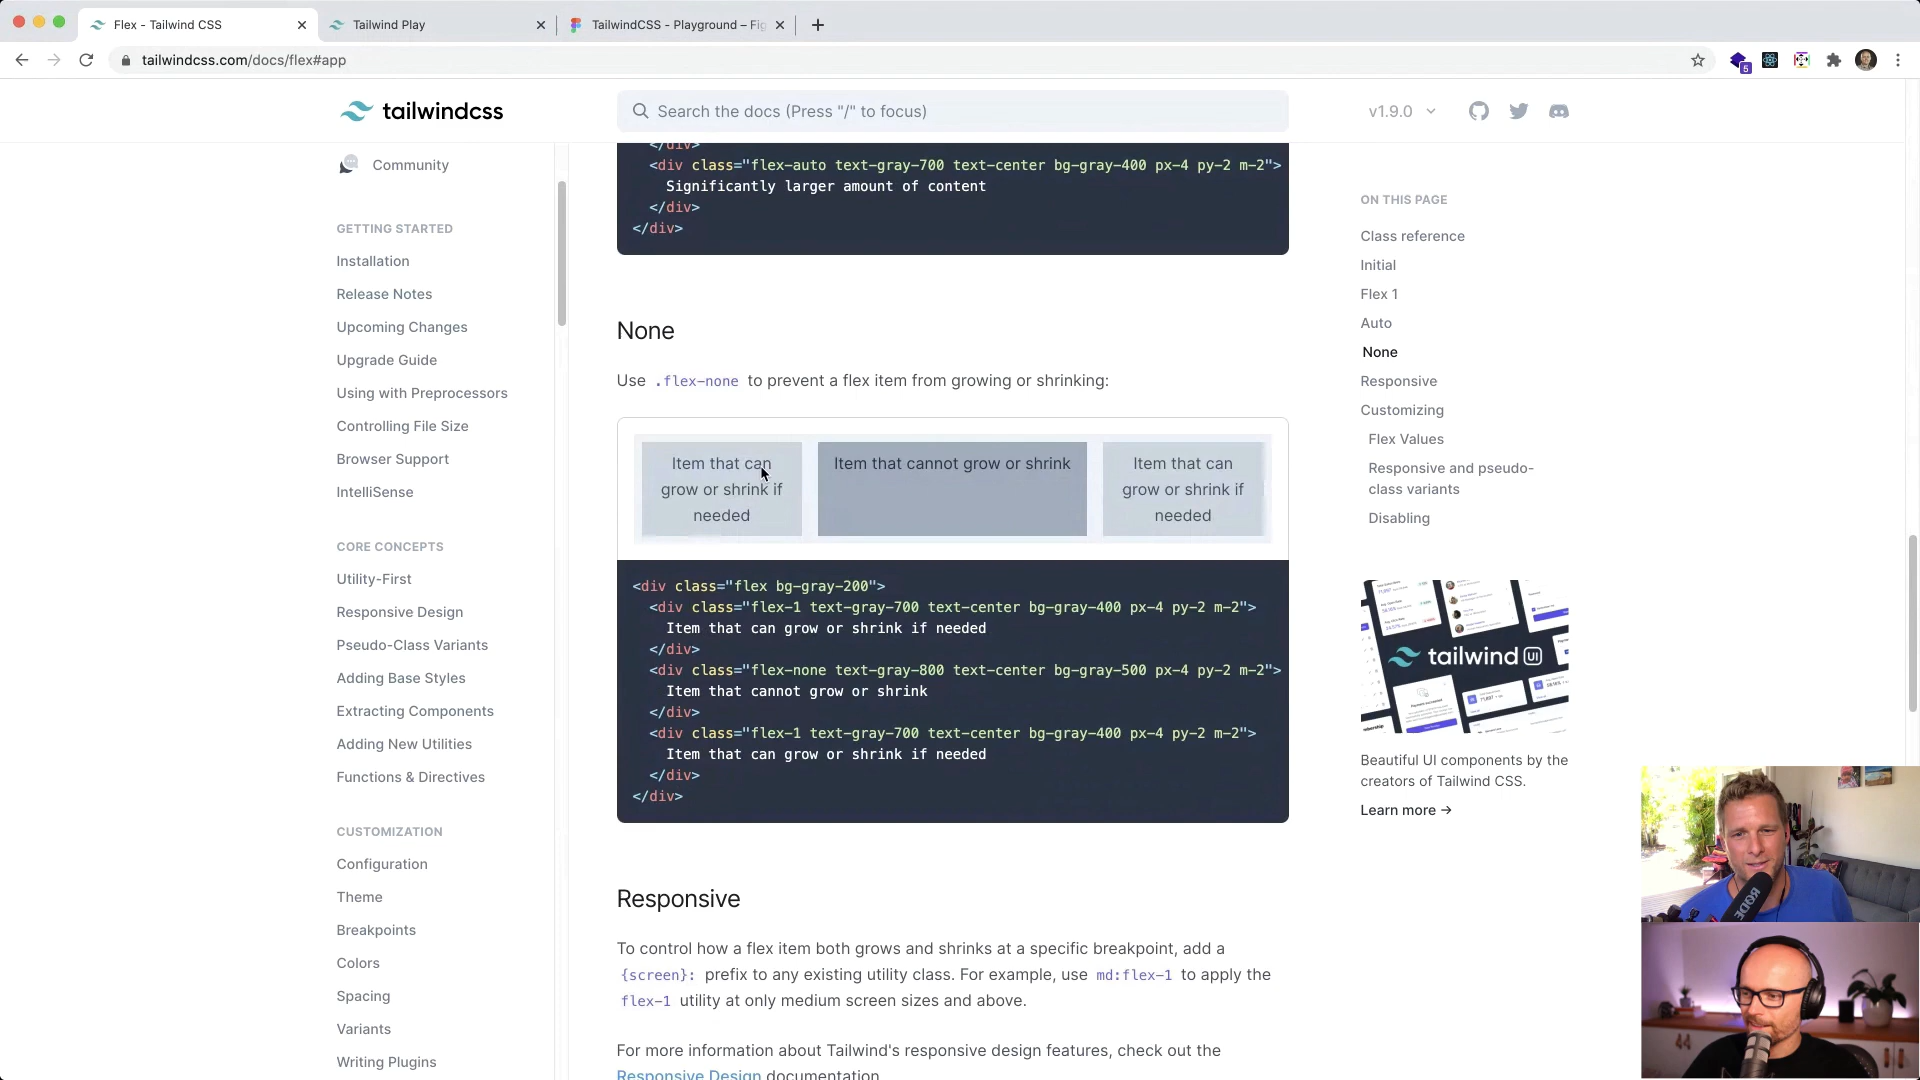 Flex - Tailwind CSS
Tailwind Play
TailwindCSS - Playground – Fig
tailwindcss.com/docs/flex#app
5
tailwindcss
Search the docs (Press "/" to focus)
v1.9.0
Community
GETTING STARTED
Installation
Release Notes
Upcoming Changes
Upgrade Guide
Using with Preprocessors
Controlling File Size
Browser Support
IntelliSense
CORE CONCEPTS
Utility-First
Responsive Design
Pseudo-Class Variants
Adding Base Styles
Extracting Components
Adding New Utilities
Functions & Directives
CUSTOMIZATION
Configuration
Theme
Breakpoints
Colors
Spacing
Variants
Writing Plugins
</div>
<div class="flex-auto text-gray-700 text-center bg-gray-400 px-4 py-2 m-2">
Significantly larger amount of content
</div>
</div>
None
Use .flex-none to prevent a flex item from growing or shrinking:
Item that can
grow or shrink if
needed
Item that cannot grow or shrink
Item that can
grow or shrink if
needed
<div class="flex bg-gray-200">
<div class="flex-1 text-gray-700 text-center bg-gray-400 px-4 py-2 m-2">
Item that can grow or shrink if needed
</div>
<div class="flex-none text-gray-800 text-center bg-gray-500 px-4 py-2 m-2">
Item that cannot grow or shrink
</div>
<div class="flex-1 text-gray-700 text-center bg-gray-400 px-4 py-2 m-2">
Item that can grow or shrink if needed
</div>
</div>
Responsive
To control how a flex item both grows and shrinks at a specific breakpoint, add a
{screen}: prefix to any existing utility class. For example, use md:flex-1 to apply the
flex-1 utility at only medium screen sizes and above.
For more information about Tailwind's responsive design features, check out the
Responsive Design documentation
ON THIS PAGE
Class reference
Initial
Flex 1
Auto
None
Responsive
Customizing
Flex Values
Responsive and pseudo-
class variants
Disabling
tailwind UI
Beautiful UI components by the
creators of Tailwind CSS.
Learn more →
RØDE